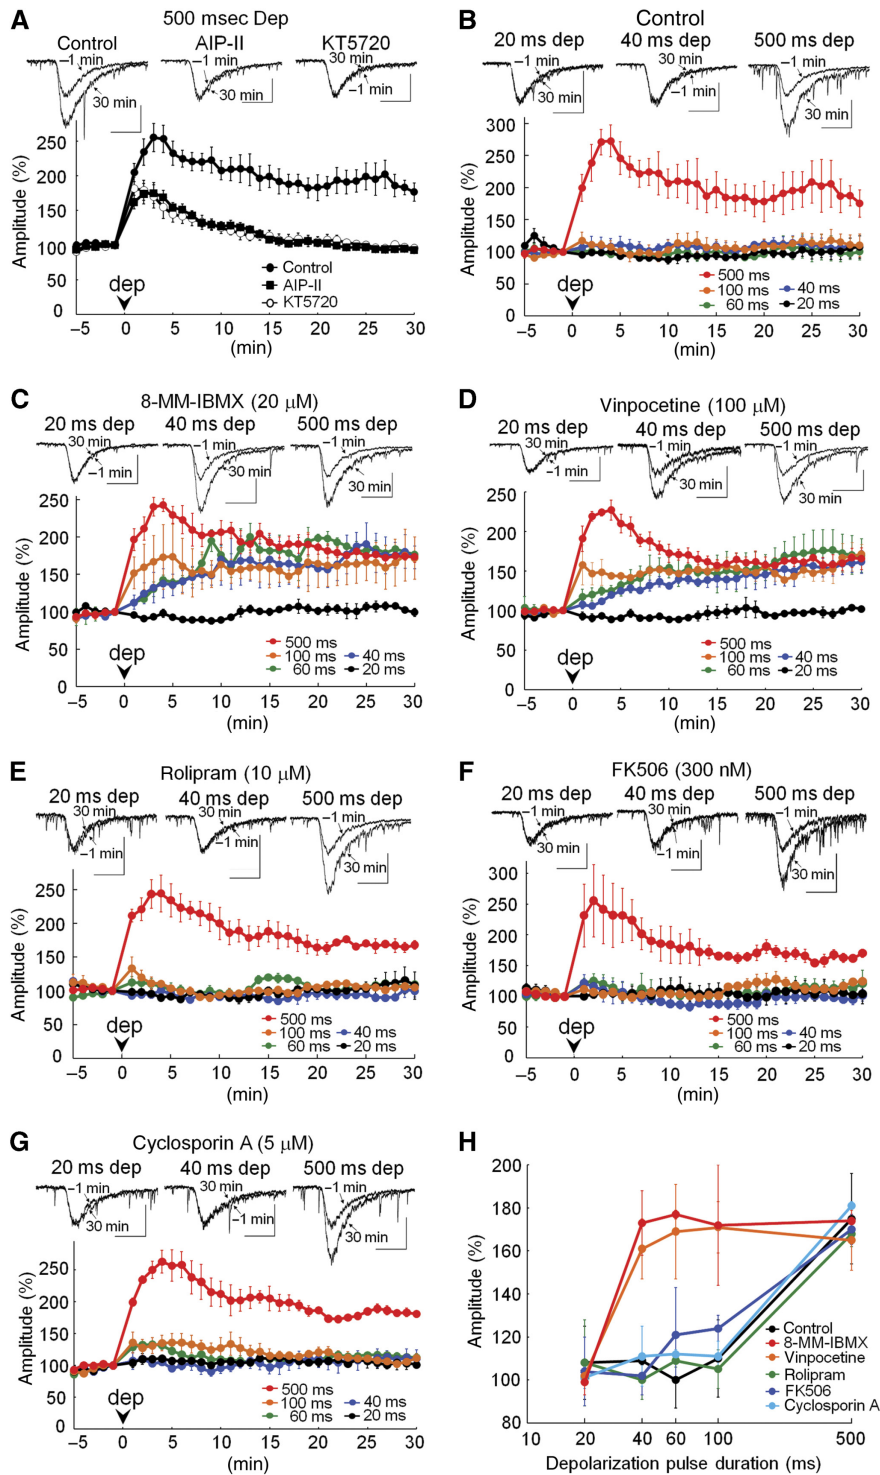 A
500 msec Dep
Control
AIP-II
KT5720
−1 min
30 min
−1 min
30 min
30 min
−1 min
Amplitude (%)
250
200
150
100
50
0
dep
Control
AIP-II
KT5720
−5 0 5 10 15 20 25 30
(min)
B
Control
20 ms dep
40 ms dep
500 ms dep
−1 min
30 min
30 min
−1 min
−1 min
30 min
Amplitude (%)
300
250
200
150
100
50
0
dep
500 ms
100 ms
40 ms
60 ms
20 ms
−5 0 5 10 15 20 25 30
(min)
C
8-MM-IBMX (20 μM)
20 ms dep
40 ms dep
500 ms dep
30 min
−1 min
−1 min
30 min
−1 min
30 min
Amplitude (%)
250
200
150
100
50
0
dep
500 ms
100 ms
40 ms
60 ms
20 ms
−5 0 5 10 15 20 25 30
(min)
D
Vinpocetine (100 μM)
20 ms dep
40 ms dep
500 ms dep
30 min
−1 min
−1 min
30 min
−1 min
30 min
Amplitude (%)
250
200
150
100
50
0
dep
500 ms
100 ms
40 ms
60 ms
20 ms
−5 0 5 10 15 20 25 30
(min)
E
Rolipram (10 μM)
20 ms dep
40 ms dep
500 ms dep
30 min
−1 min
30 min
−1 min
−1 min
30 min
Amplitude (%)
250
200
150
100
50
0
dep
500 ms
100 ms
40 ms
60 ms
20 ms
−5 0 5 10 15 20 25 30
(min)
F
FK506 (300 nM)
20 ms dep
40 ms dep
500 ms dep
−1 min
30 min
30 min
−1 min
−1 min
30 min
Amplitude (%)
300
250
200
150
100
50
0
dep
500 ms
100 ms
40 ms
60 ms
20 ms
−5 0 5 10 15 20 25 30
(min)
G
Cyclosporin A (5 μM)
20 ms dep
40 ms dep
500 ms dep
−1 min
30 min
30 min
−1 min
−1 min
30 min
Amplitude (%)
250
200
150
100
50
0
dep
500 ms
100 ms
40 ms
60 ms
20 ms
−5 0 5 10 15 20 25 30
(min)
H
Amplitude (%)
200
180
160
140
120
100
80
Control
8-MM-IBMX
Vinpocetine
Rolipram
FK506
Cyclosporin A
10 20 40 60 100 500
Depolarization pulse duration (ms)